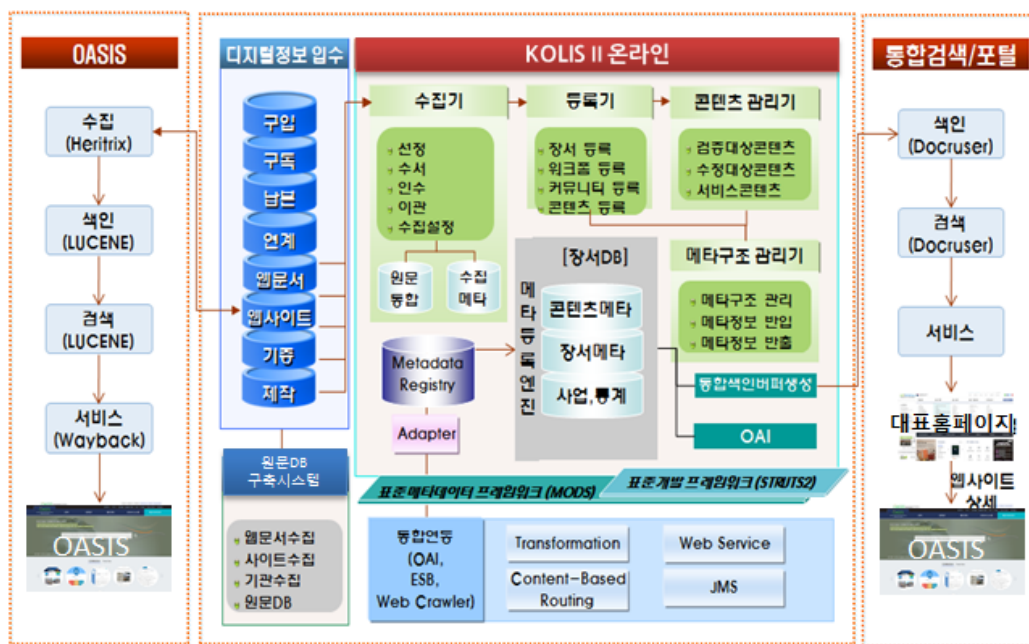 OASIS
수집
(Heritrix)
색인
(LUCENE)
검색
(LUCENE)
서비스
(Wayback)
OASIS
디지털정보 입수
구입
구독
납본
연계
웹문서
웹사이트
기증
제작
원문DB
구축시스템
웹문서수집
사이트수집
기관수집
원문DB
KOLIS II 온라인
수집기
선정
수서
인수
이관
수집설정
원문
통합
수집
메타
등록기
장서 등록
워크폼 등록
커뮤니티 등록
콘텐츠 등록
콘텐츠 관리기
검증대상콘텐츠
수정대상콘텐츠
서비스콘텐츠
메타구조 관리기
메타구조 관리
메타정보 반입
메타정보 반출
Metadata
Registry
Adapter
메타등록엔진
[장서DB]
콘텐츠메타
장서메타
사업,통계
통합색인버퍼생성
OAI
표준메타데이터 프레임워크 (MODS)
표준개발 프레임워크 (STRUTS2)
통합연동
(OAI,
ESB,
Web Crawler)
Transformation
Web Service
Content-Based
Routing
JMS
통합검색/포탈
색인
(Docruser)
검색
(Docruser)
서비스
대표홈페이지
웹사이트
상세
OASIS